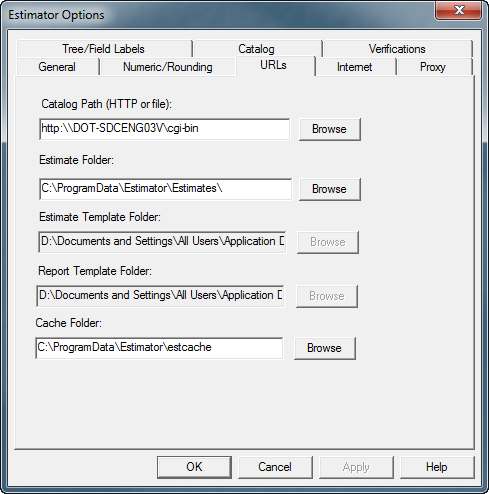 Estimator Options
Tree/Field Labels Catalog Verifications
General Numeric/Rounding URLs Internet Proxy
Catalog Path (HTTP or file):
http:\\DOT-SDCENG03V\cgi-bin Browse
Estimate Folder:
C:\ProgramData\Estimator\Estimates\ Browse
Estimate Template Folder:
D:\Documents and Settings\All Users\Application D Browse
Report Template Folder:
D:\Documents and Settings\All Users\Application D Browse
Cache Folder:
C:\ProgramData\Estimator\estcache Browse
OK Cancel Apply Help